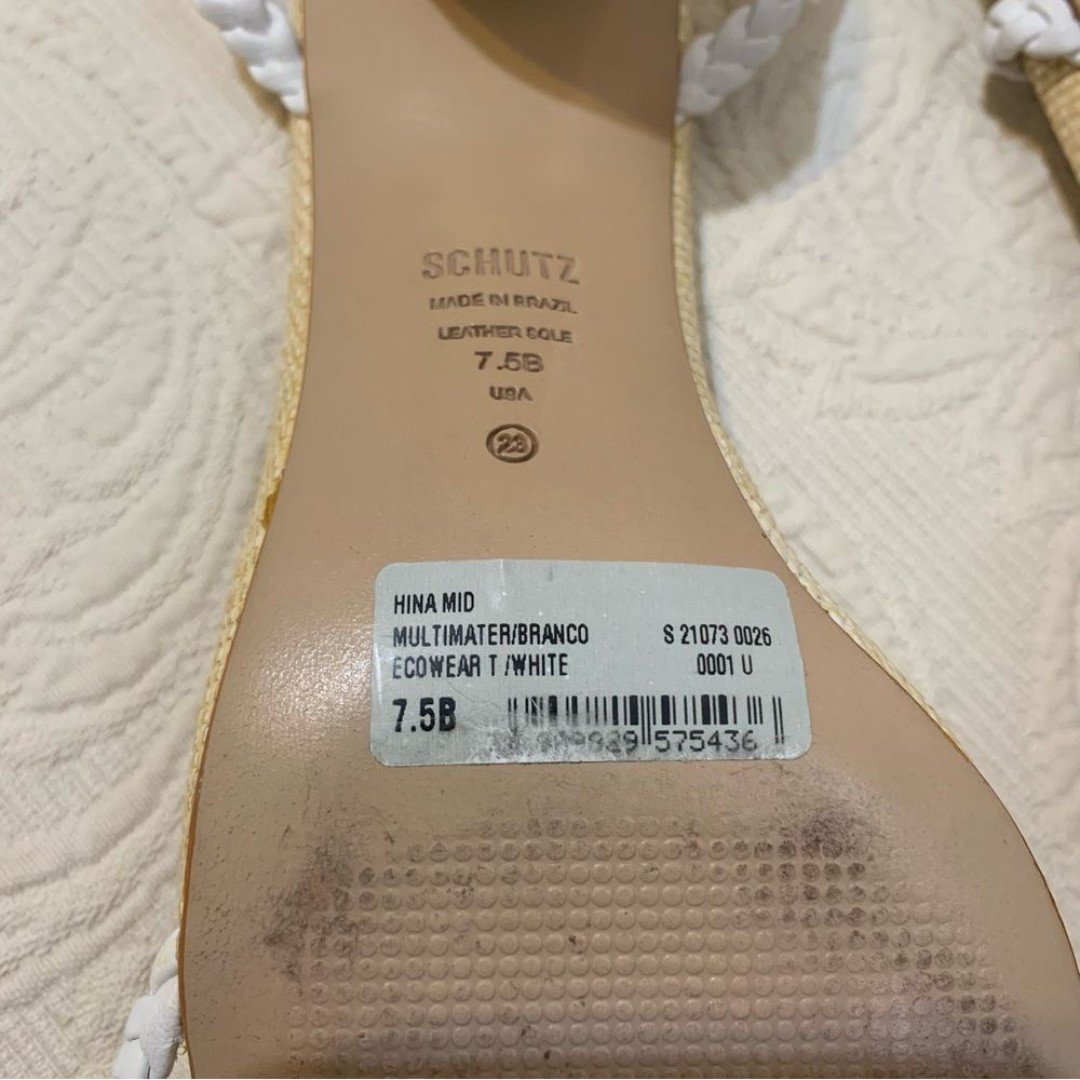 SCHUTZ
MADE IN BRAZIL
LEATHER SOLE
7.5B
USA
23
HINA MID
MULTIMATER/BRANCO S 21073 0026
ECOWEAR T /WHITE 0001 U
7.5B
575436